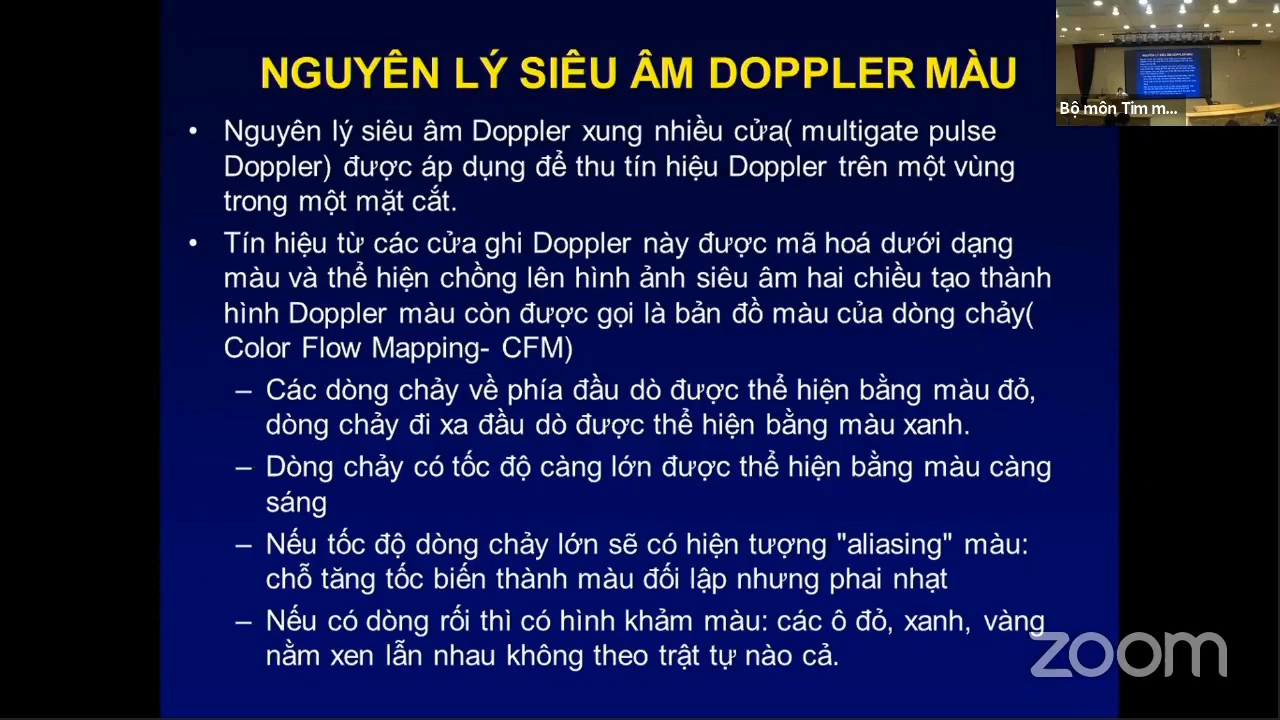 NGUYÊN LÝ SIÊU ÂM DOPPLER MÀU
Bộ môn Tim m...
• Nguyên lý siêu âm Doppler xung nhiều cửa( multigate pulse
Doppler) được áp dụng để thu tín hiệu Doppler trên một vùng
trong một mặt cắt.
• Tín hiệu từ các cửa ghi Doppler này được mã hoá dưới dạng
màu và thể hiện chồng lên hình ảnh siêu âm hai chiều tạo thành
hình Doppler màu còn được gọi là bản đồ màu của dòng chảy(
Color Flow Mapping- CFM)
– Các dòng chảy về phía đầu dò được thể hiện bằng màu đỏ,
dòng chảy đi xa đầu dò được thể hiện bằng màu xanh.
– Dòng chảy có tốc độ càng lớn được thể hiện bằng màu càng
sáng
– Nếu tốc độ dòng chảy lớn sẽ có hiện tượng "aliasing" màu:
chỗ tăng tốc biến thành màu đối lập nhưng phai nhạt
– Nếu có dòng rối thì có hình khảm màu: các ô đỏ, xanh, vàng
nằm xen lẫn nhau không theo trật tự nào cả.
zoom